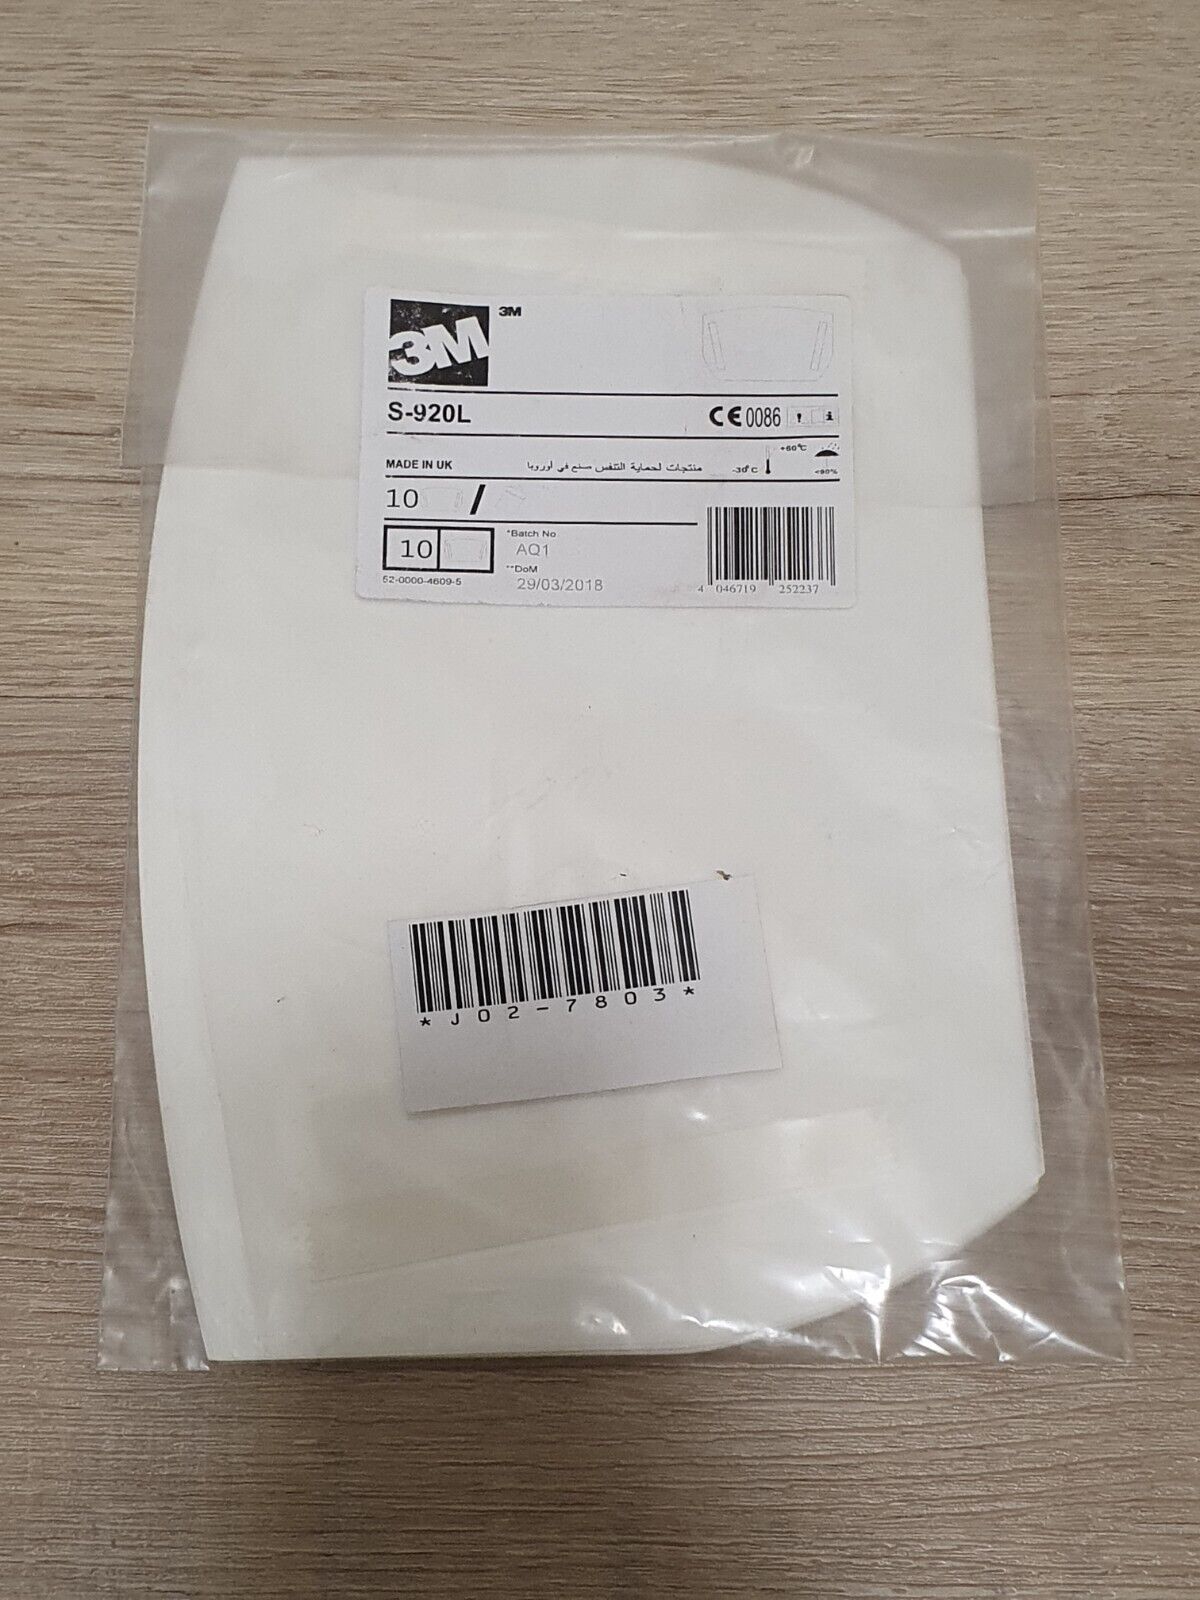 3M
3M
S-920L
CE 0086
MADE IN UK
منتجات لحماية التنفس صنع في أوروبا
-30°C
+60°C
<90%
10 /
10
52-0000-4609-5
*Batch No
AQ1
**DoM
29/03/2018
4 046719 252237
*J02-7803*